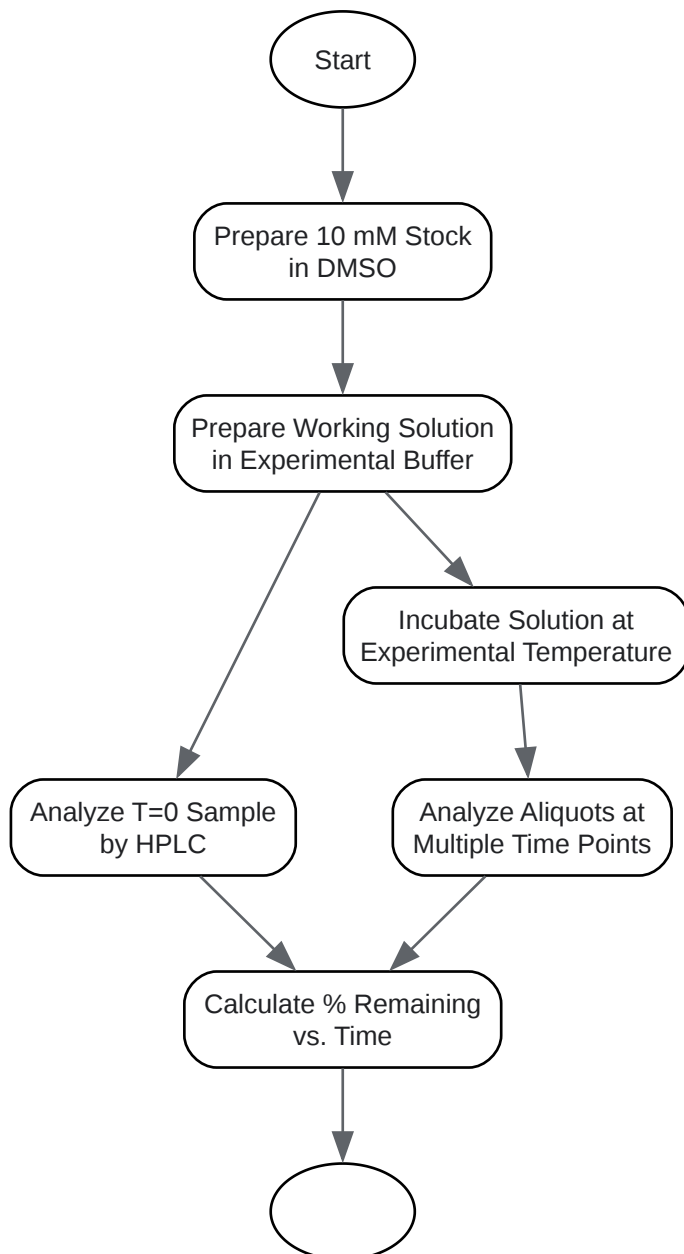 Start
Prepare 10 mM Stock
in DMSO
Prepare Working Solution
in Experimental Buffer
Incubate Solution at
Experimental Temperature
Analyze T=0 Sample
by HPLC
Analyze Aliquots at
Multiple Time Points
Calculate % Remaining
vs. Time